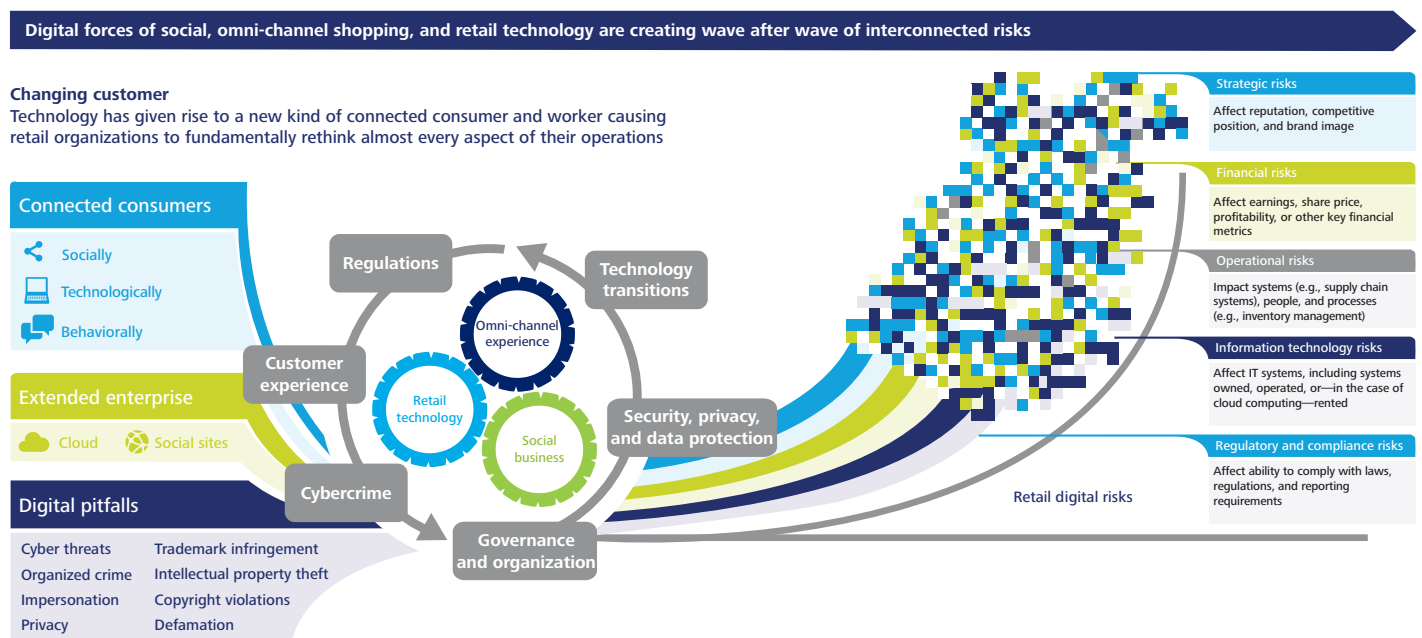 Digital forces of social, omni-channel shopping, and retail technology are creating wave after wave of interconnected risks
Changing customer
Technology has given rise to a new kind of connected consumer and worker causing
retail organizations to fundamentally rethink almost every aspect of their operations
Connected consumers
Socially
Technologically
Behaviorally
Extended enterprise
Cloud
Social sites
Digital pitfalls
Cyber threats
Organized crime
Impersonation
Privacy
Trademark infringement
Intellectual property theft
Copyright violations
Defamation
Regulations
Technology
transitions
Customer
experience
Cybercrime
Governance
and organization
Security, privacy,
and data protection
Omni-channel
experience
Retail
technology
Social
business
Retail digital risks
Strategic risks
Affect reputation, competitive
position, and brand image
Financial risks
Affect earnings, share price,
profitability, or other key financial
metrics
Operational risks
Impact systems (e.g., supply chain
systems), people, and processes
(e.g., inventory management)
Information technology risks
Affect IT systems, including systems
owned, operated, or—in the case of
cloud computing—rented
Regulatory and compliance risks
Affect ability to comply with laws,
regulations, and reporting
requirements